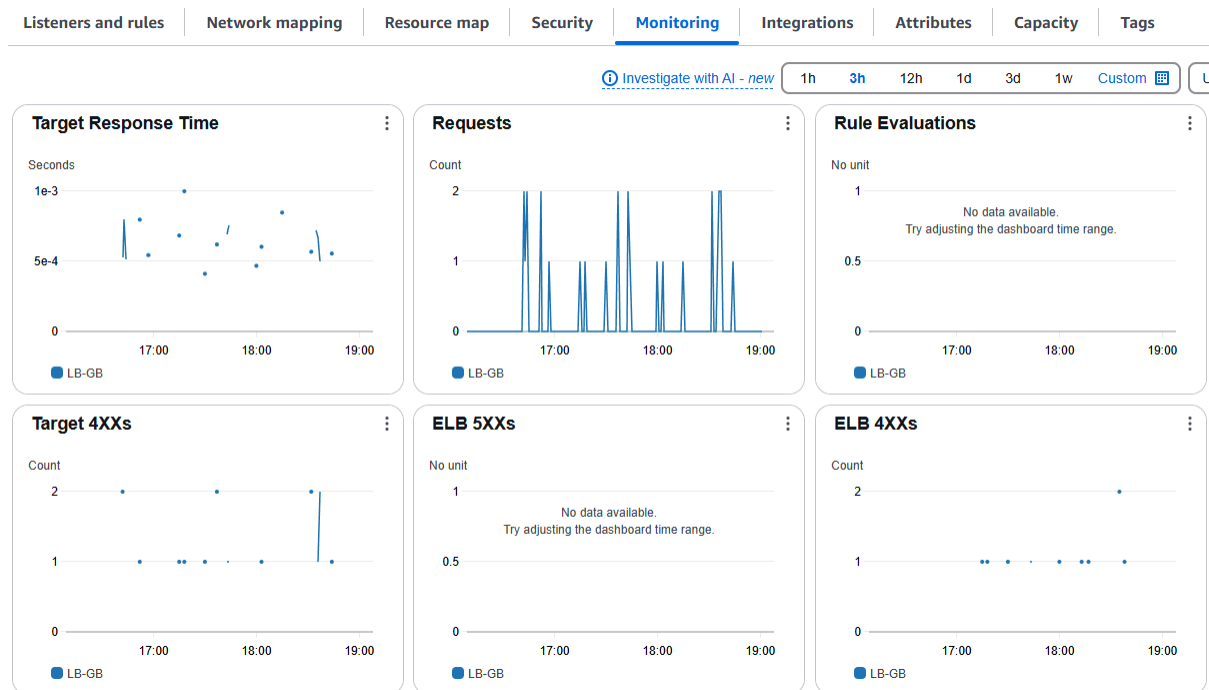 Listeners and rules
Network mapping
Resource map
Security
Monitoring
Integrations
Attributes
Capacity
Tags
Investigate with AI - new
1h
3h
12h
1d
3d
1w
Custom
Target Response Time
Seconds
1e-3
5e-4
0
17:00
18:00
19:00
LB-GB
Requests
Count
2
1
0
17:00
18:00
19:00
LB-GB
Rule Evaluations
No unit
1
0.5
0
No data available.
Try adjusting the dashboard time range.
17:00
18:00
19:00
LB-GB
Target 4XXs
Count
2
1
0
17:00
18:00
19:00
LB-GB
ELB 5XXs
No unit
1
0.5
0
No data available.
Try adjusting the dashboard time range.
17:00
18:00
19:00
LB-GB
ELB 4XXs
Count
2
1
0
17:00
18:00
19:00
LB-GB